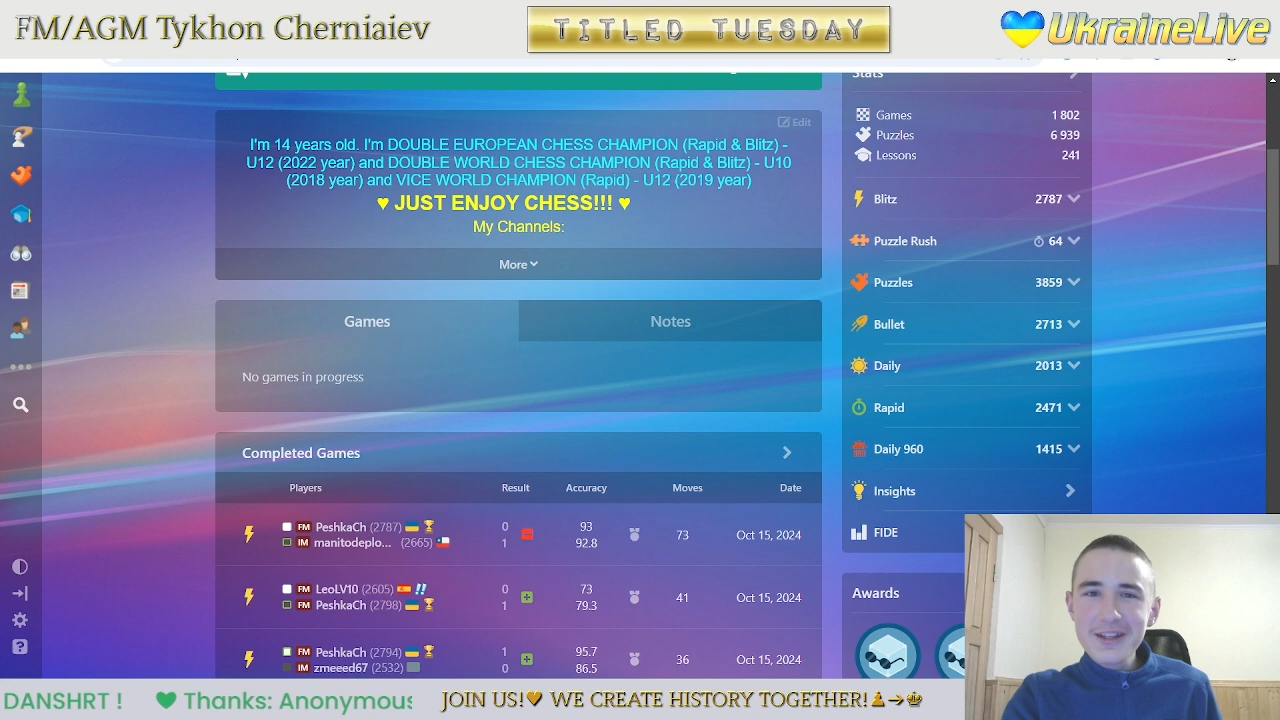 FM/AGM Tykhon Cherniaiev
TITLED TUESDAY
UkraineLive
Stats
Edit
I'm 14 years old. I'm DOUBLE EUROPEAN CHESS CHAMPION (Rapid & Blitz) -
U12 (2022 year) and DOUBLE WORLD CHESS CHAMPION (Rapid & Blitz) - U10
(2018 year) and VICE WORLD CHAMPION (Rapid) - U12 (2019 year)
♥ JUST ENJOY CHESS!!! ♥
My Channels:
More
Games
Notes
No games in progress
Completed Games
Players Result Accuracy Moves Date
FM PeshkaCh (2787) 0 93
IM manitodeplo... (2665) 1 92.8
73 Oct 15, 2024
FM LeoLV10 (2605) 0 73
FM PeshkaCh (2798) 1 79.3
41 Oct 15, 2024
FM PeshkaCh (2794) 1 95.7
IM zmeeed67 (2532) 0 86.5
36 Oct 15, 2024
Games 1 802
Puzzles 6 939
Lessons 241
Blitz 2787
Puzzle Rush 64
Puzzles 3859
Bullet 2713
Daily 2013
Rapid 2471
Daily 960 1415
Insights
FIDE
Awards
DANSHRT !
Thanks: Anonymous
JOIN US!♥ WE CREATE HISTORY TOGETHER!♟→♚